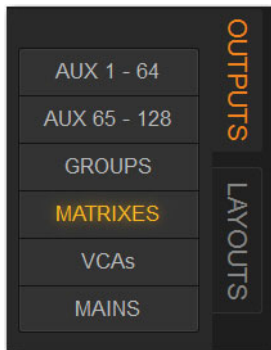 AUX 1 - 64
AUX 65 - 128
GROUPS
MATRIXES
VCAs
MAINS
OUTPUTS
LAYOUTS